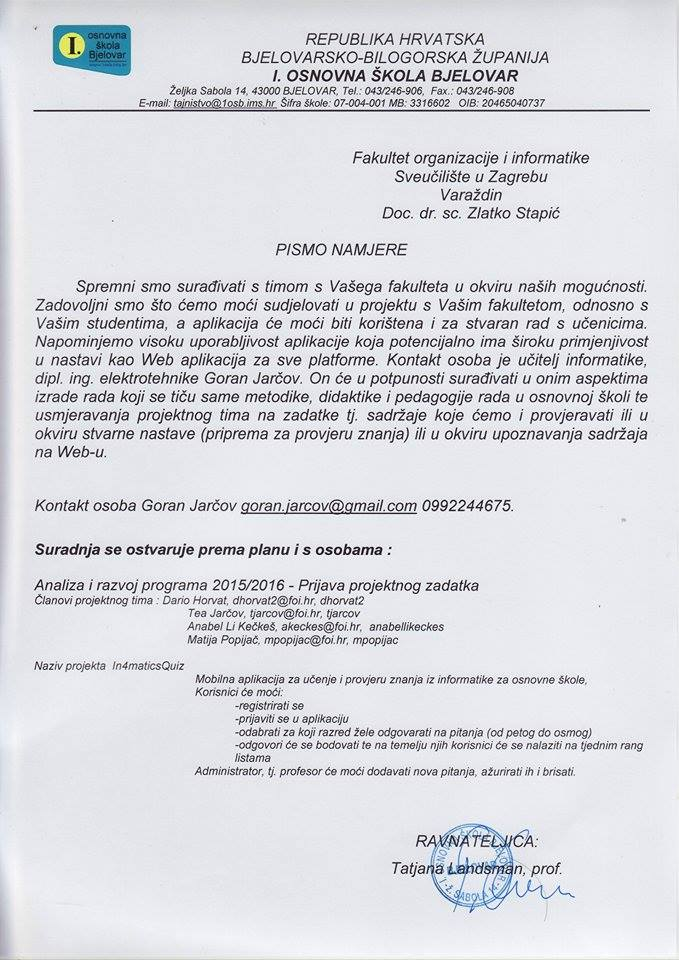 I. osnovna
škola
Bjelovar
REPUBLIKA HRVATSKA
BJELOVARSKO-BILOGORSKA ŽUPANIJA
I. OSNOVNA ŠKOLA BJELOVAR
Željka Sabola 14, 43000 BJELOVAR, Tel.: 043/246-906, Fax.: 043/246-908
E-mail: tajnistvo@1osb.ims.hr Šifra škole: 07-004-001 MB: 3316602 OIB: 20465040737
Fakultet organizacije i informatike
Sveučilište u Zagrebu
Varaždin
Doc. dr. sc. Zlatko Stapić
PISMO NAMJERE
Spremni smo surađivati s timom s Vašega fakulteta u okviru naših mogućnosti.
Zadovoljni smo što ćemo moći sudjelovati u projektu s Vašim fakultetom, odnosno s
Vašim studentima, a aplikacija će moći biti korištena i za stvaran rad s učenicima.
Napominjemo visoku uporabljivost aplikacije koja potencijalno ima široku primjenjivost
u nastavi kao Web aplikacija za sve platforme. Kontakt osoba je učitelj informatike,
dipl. ing. elektrotehnike Goran Jarčov. On će u potpunosti surađivati u onim aspektima
izrade rada koji se tiču same metodike, didaktike i pedagogije rada u osnovnoj školi te
usmjeravanja projektnog tima na zadatke tj. sadržaje koje ćemo i provjeravati ili u
okviru stvarne nastave (priprema za provjeru znanja) ili u okviru upoznavanja sadržaja
na Web-u.
Kontakt osoba Goran Jarčov goran.jarcov@gmail.com 0992244675.
Suradnja se ostvaruje prema planu i s osobama :
Analiza i razvoj programa 2015/2016 - Prijava projektnog zadatka
Članovi projektnog tima : Dario Horvat, dhorvat2@foi.hr, dhorvat2
Tea Jarčov, tjarcov@foi.hr, tjarcov
Anabel Li Kečkeš, akeckes@foi.hr, anabellikeckes
Matija Popijač, mpopijac@foi.hr, mpopijac
Naziv projekta In4maticsQuiz
Mobilna aplikacija za učenje i provjeru znanja iz informatike za osnovne škole,
Korisnici će moći:
-registrirati se
-prijaviti se u aplikaciju
-odabrati za koji razred žele odgovarati na pitanja (od petog do osmog)
-odgovori će se bodovati te na temelju njih korisnici će se nalaziti na tjednim rang
listama
Administrator, tj. profesor će moći dodavati nova pitanja, ažurirati ih i brisati.
RAVNATELJICA:
Tatjana Landsman, prof.